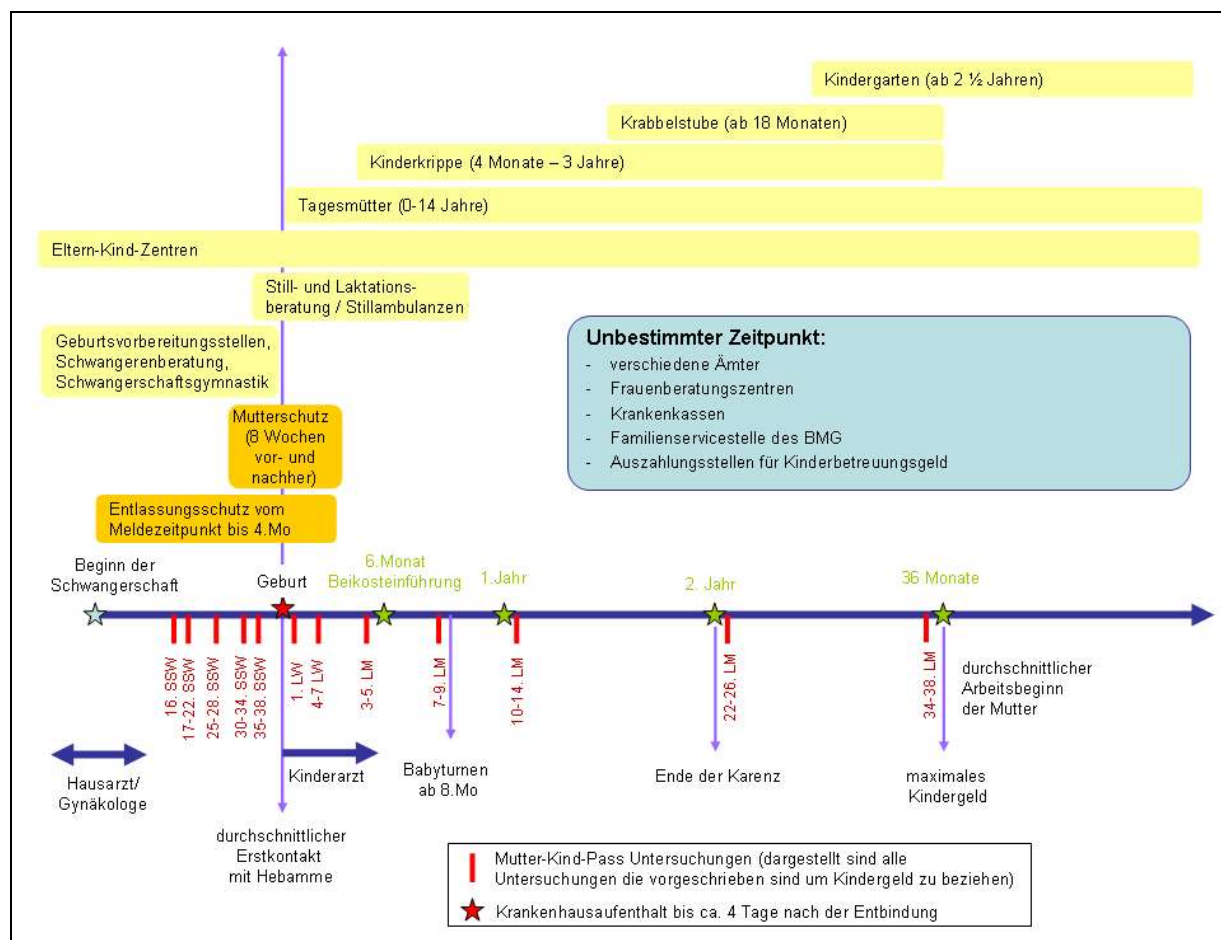 Kindergarten (ab 2 ½ Jahren)
Krabbelstube (ab 18 Monaten)
Kinderkrippe (4 Monate – 3 Jahre)
Tagesmütter (0-14 Jahre)
Eltern-Kind-Zentren
Still- und Laktations-
beratung / Stillambulanzen
Geburtsvorbereitungsstellen,
Schwangerenberatung,
Schwangerschaftsgymnastik
Unbestimmter Zeitpunkt:
- verschiedene Ämter
- Frauenberatungszentren
- Krankenkassen
- Familienservicestelle des BMG
- Auszahlungsstellen für Kinderbetreuungsgeld
Mutterschutz
(8 Wochen
vor- und
nachher)
Entlassungsschutz vom
Meldezeitpunkt bis 4.Mo
Beginn der
Schwangerschaft
Geburt
6.Monat
Beikosteinführung
1.Jahr
2. Jahr
36 Monate
16. SSW
17-22. SSW
25-28. SSW
30-34. SSW
35-38. SSW
1. LW
4-7 LW
3-5. LM
7-9. LM
10-14. LM
22-26. LM
34-38. LM
durchschnittlicher
Arbeitsbeginn
der Mutter
Hausarzt/
Gynäkologe
Kinderarzt
Babyturnen
ab 8.Mo
Ende der Karenz
maximales
Kindergeld
durchschnittlicher
Erstkontakt
mit Hebamme
Mutter-Kind-Pass Untersuchungen (dargestellt sind alle
Untersuchungen die vorgeschrieben sind um Kindergeld zu beziehen)
Krankenhausaufenthalt bis ca. 4 Tage nach der Entbindung